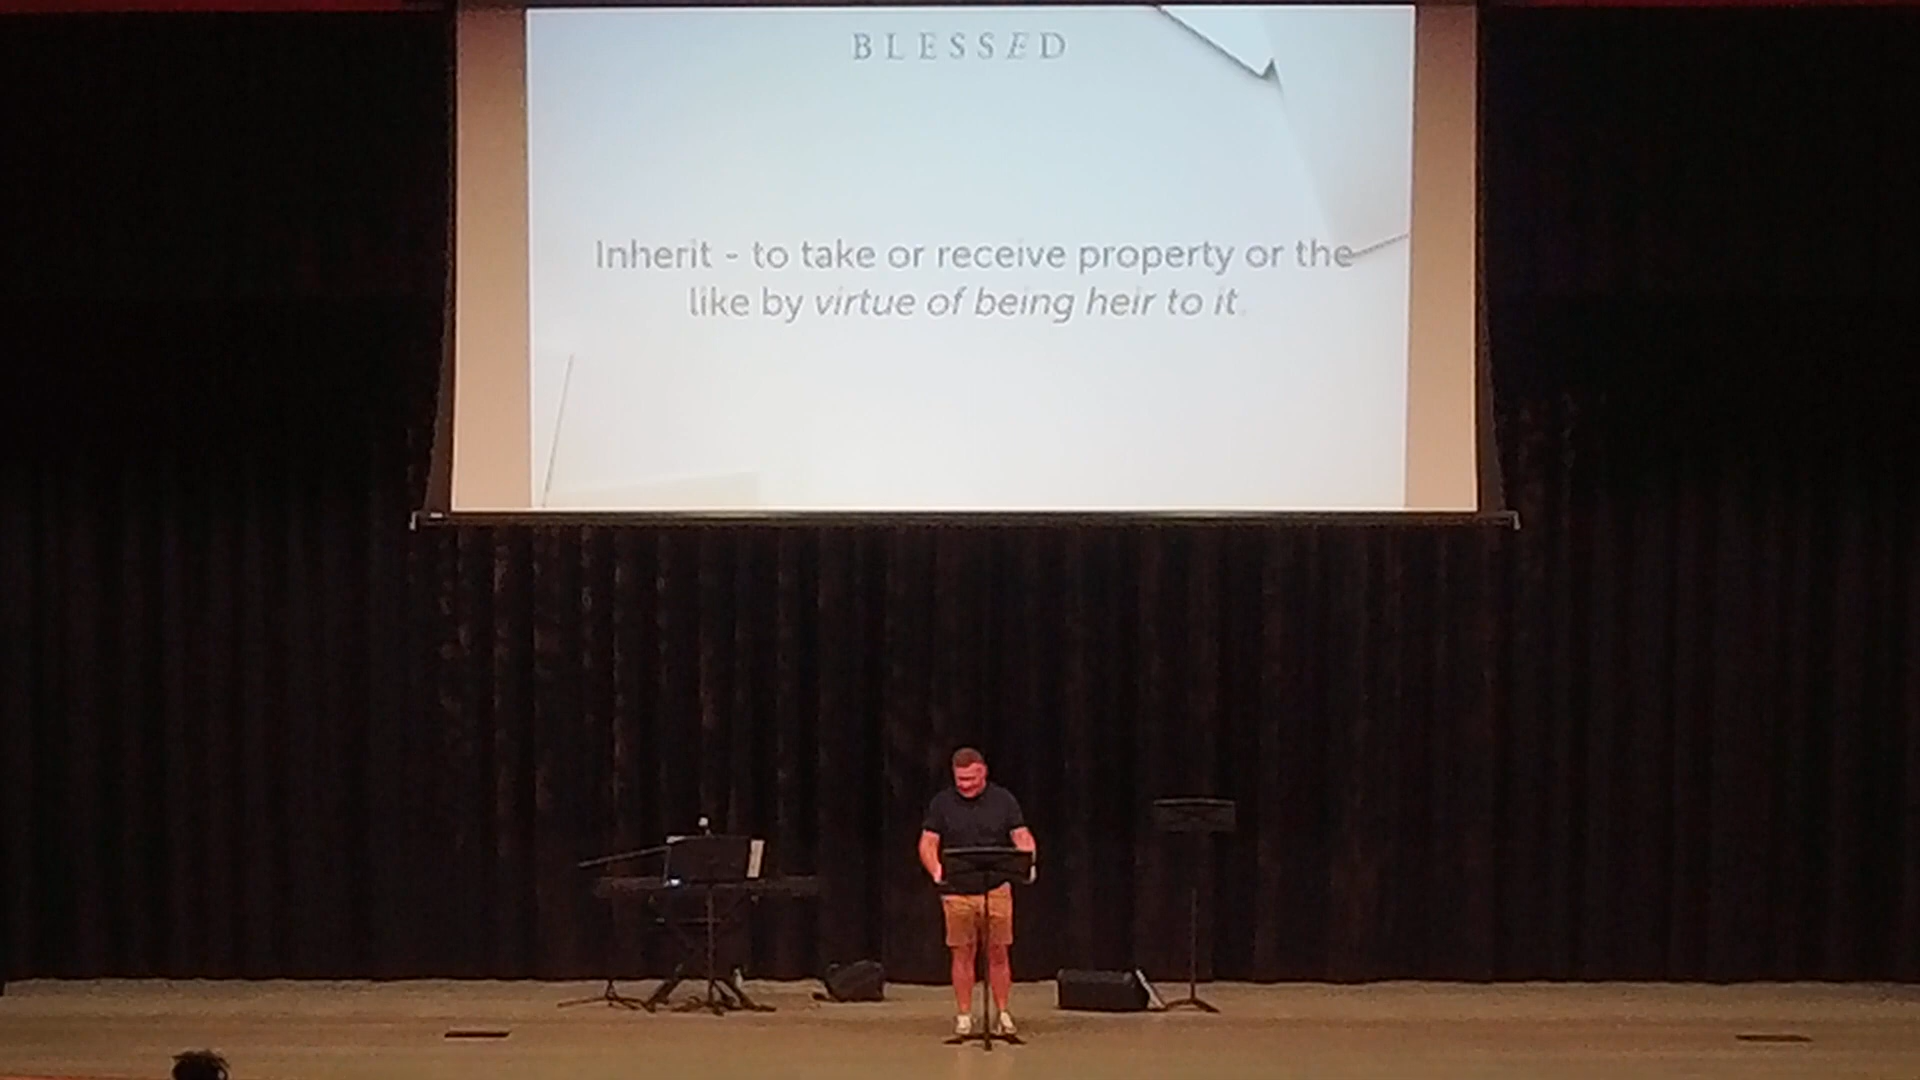 BLESSED
Inherit - to take or receive property or the
like by virtue of being heir to it.